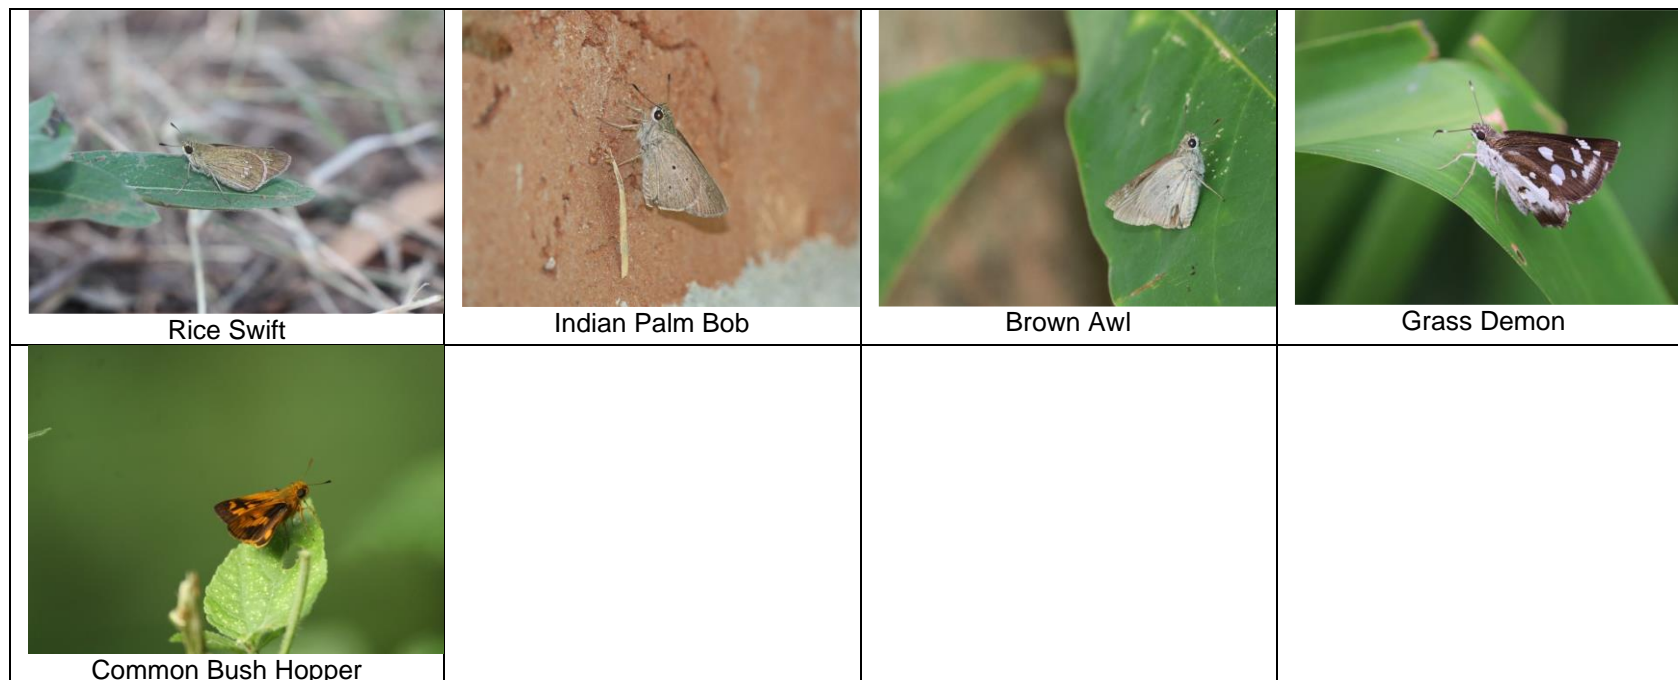 Rice Swift
Indian Palm Bob
Brown Awl
Grass Demon
Common Bush Hopper